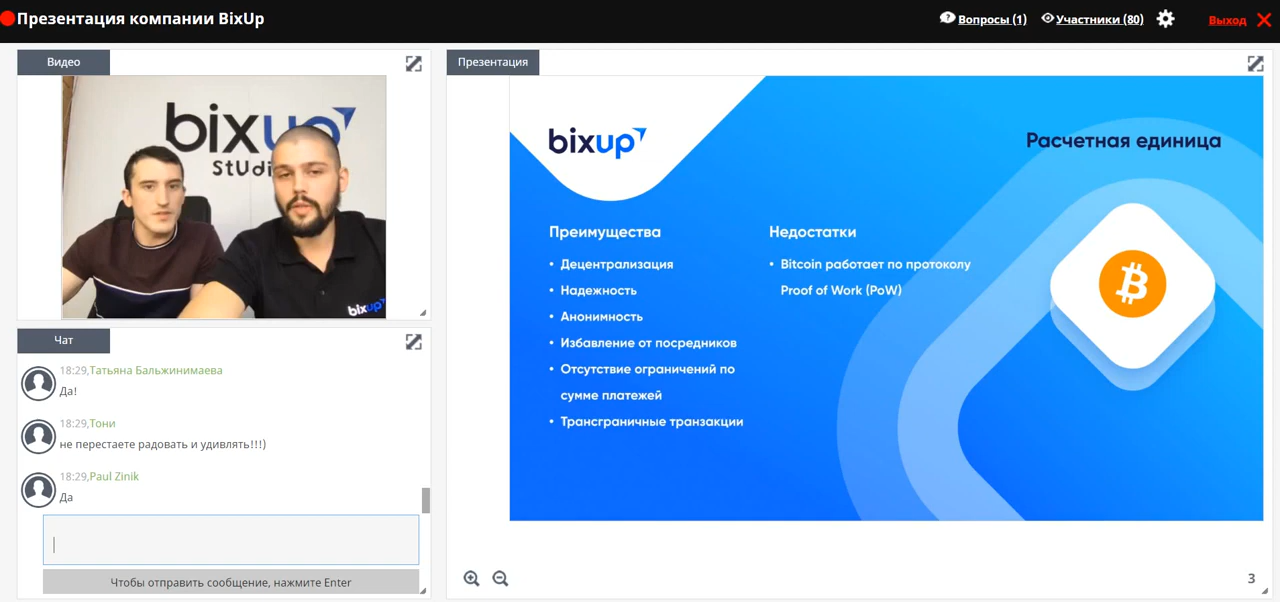 Презентация компании BixUp
Вопросы (1)
Участники (80)
Выход
Видео
bixup
Studi
bixup
Чат
18:29,Татьяна Бальжинимаева
Да!
18:29,Тони
не перестаете радовать и удивлять!!!)
18:29,Paul Zinik
Да
Чтобы отправить сообщение, нажмите Enter
Презентация
bixup
Расчетная единица
Преимущества
• Децентрализация
• Надежность
• Анонимность
• Избавление от посредников
• Отсутствие ограничений по
сумме платежей
• Трансграничные транзакции
Недостатки
• Bitcoin работает по протоколу
Proof of Work (PoW)
3